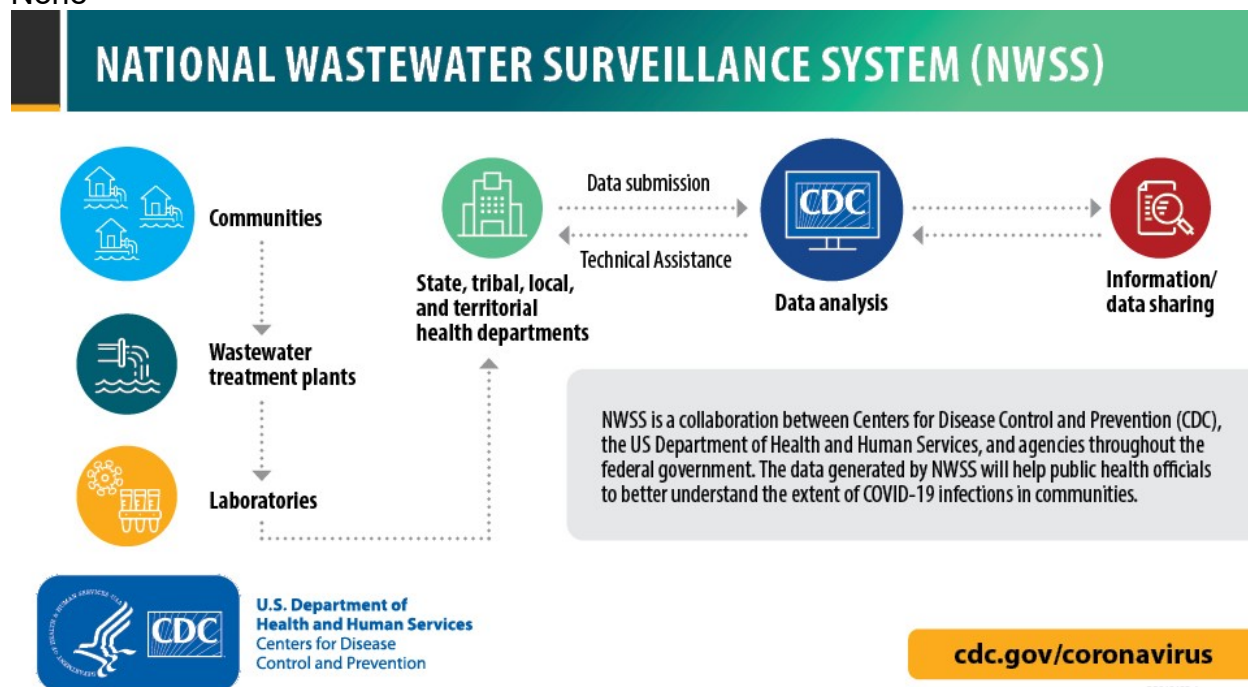 None
NATIONAL WASTEWATER SURVEILLANCE SYSTEM (NWSS)
Communities
Wastewater
treatment plants
Laboratories
State, tribal, local,
and territorial
health departments
Data submission
Technical Assistance
CDC
Data analysis
Information/
data sharing
NWSS is a collaboration between Centers for Disease Control and Prevention (CDC),
the US Department of Health and Human Services, and agencies throughout the
federal government. The data generated by NWSS will help public health officials
to better understand the extent of COVID-19 infections in communities.
CDC
U.S. Department of
Health and Human Services
Centers for Disease
Control and Prevention
cdc.gov/coronavirus